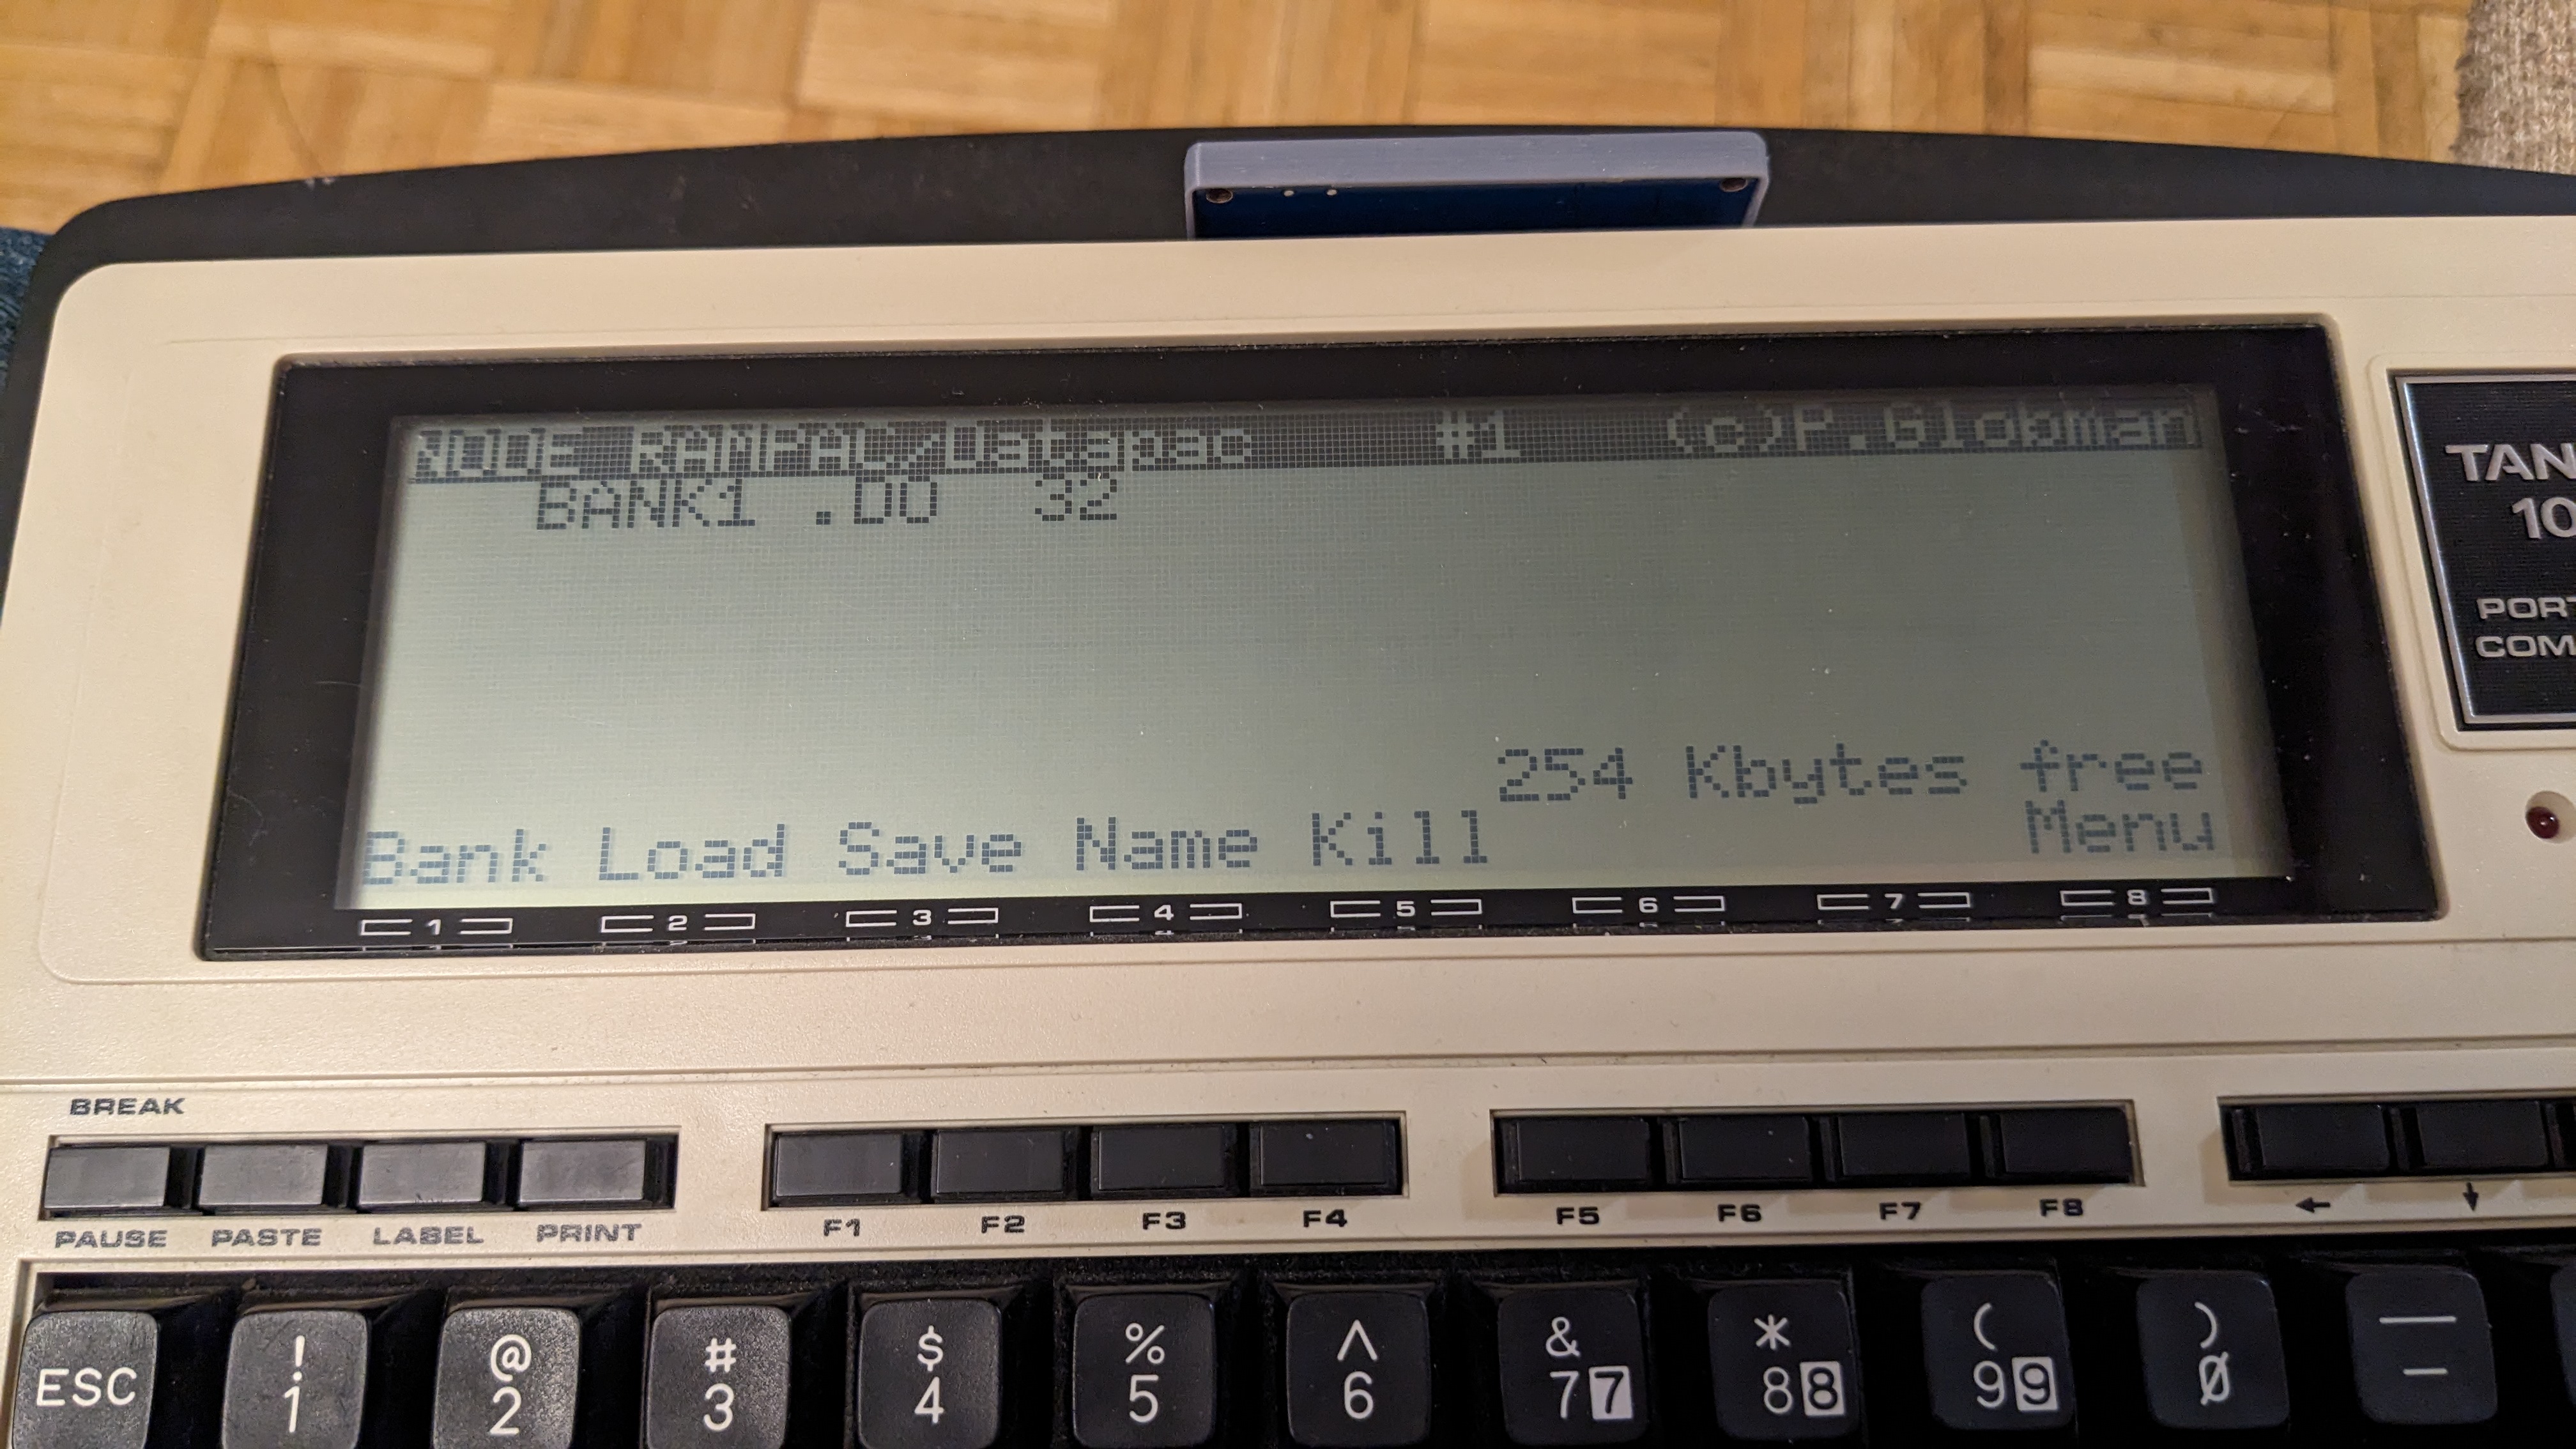 NODE RAMPAC/Datapac #1 (c)P.Globman
BANK1 .DO 32
254 Kbytes free
Bank Load Save Name Kill Menu
1 2 3 4 5 6 7 8
TAN
10
PORT
COM
BREAK
PAUSE PASTE LABEL PRINT F1 F2 F3 F4 F5 F6 F7 F8 ← ↓
ESC ! 1 @ 2 # 3 $ 4 % 5 ^ 6 & 7 7 * 8 8 ( 9 9 ) Ø — -